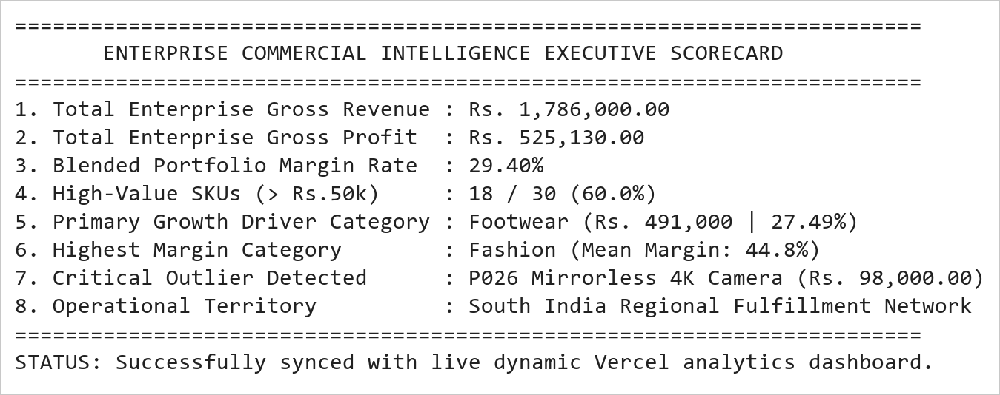 ========================================================================
       ENTERPRISE COMMERCIAL INTELLIGENCE EXECUTIVE SCORECARD
========================================================================
1. Total Enterprise Gross Revenue : Rs. 1,786,000.00
2. Total Enterprise Gross Profit  : Rs. 525,130.00
3. Blended Portfolio Margin Rate  : 29.40%
4. High-Value SKUs (> Rs.50k)     : 18 / 30 (60.0%)
5. Primary Growth Driver Category : Footwear (Rs. 491,000 | 27.49%)
6. Highest Margin Category        : Fashion (Mean Margin: 44.8%)
7. Critical Outlier Detected      : P026 Mirrorless 4K Camera (Rs. 98,000.00)
8. Operational Territory          : South India Regional Fulfillment Network
========================================================================
STATUS: Successfully synced with live dynamic Vercel analytics dashboard.